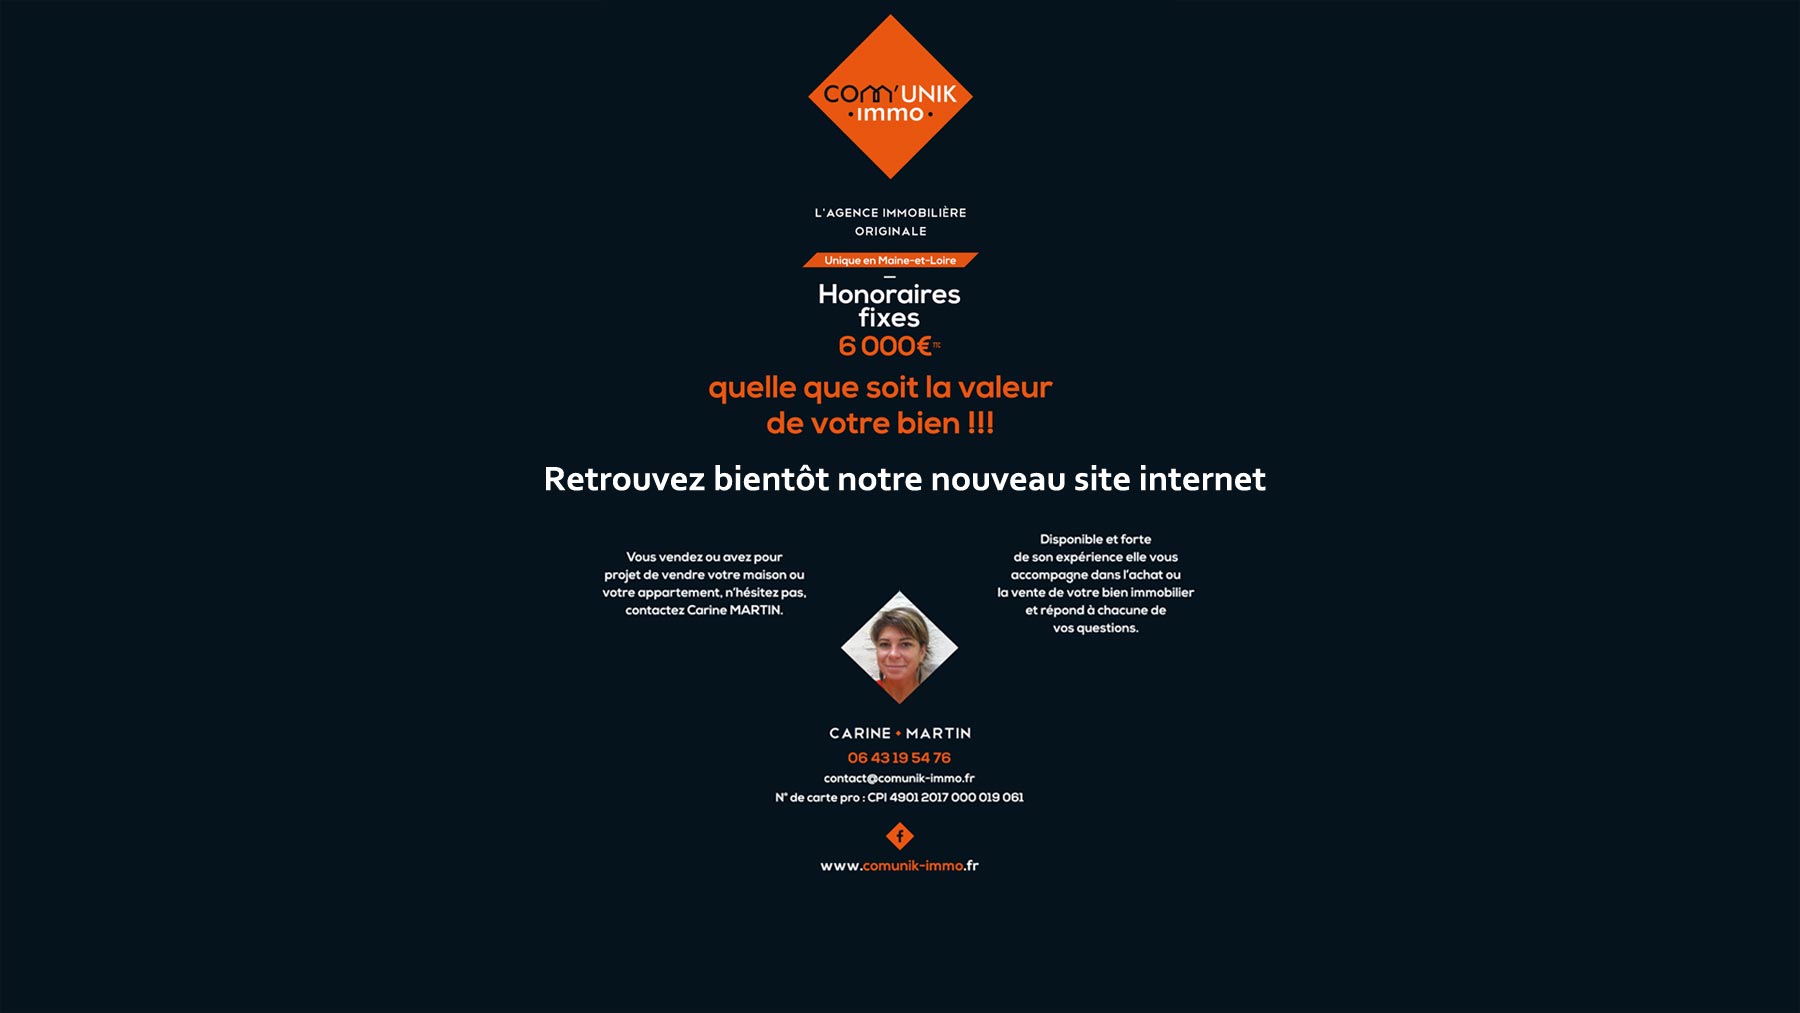 COM'UNIK
•immo•
L'AGENCE IMMOBILIÈRE
ORIGINALE
Unique en Maine-et-Loire
Honoraires
fixes
6 000€ TTC
quelle que soit la valeur
de votre bien !!!
Retrouvez bientôt notre nouveau site internet
Vous vendez ou avez pour
projet de vendre votre maison ou
votre appartement, n'hésitez pas,
contactez Carine MARTIN.
Disponible et forte
de son expérience elle vous
accompagne dans l'achat ou
la vente de votre bien immobilier
et répond à chacune de
vos questions.
CARINE • MARTIN
06 43 19 54 76
contact@comunik-immo.fr
N° de carte pro : CPI 4901 2017 000 019 061
f
www.comunik-immo.fr